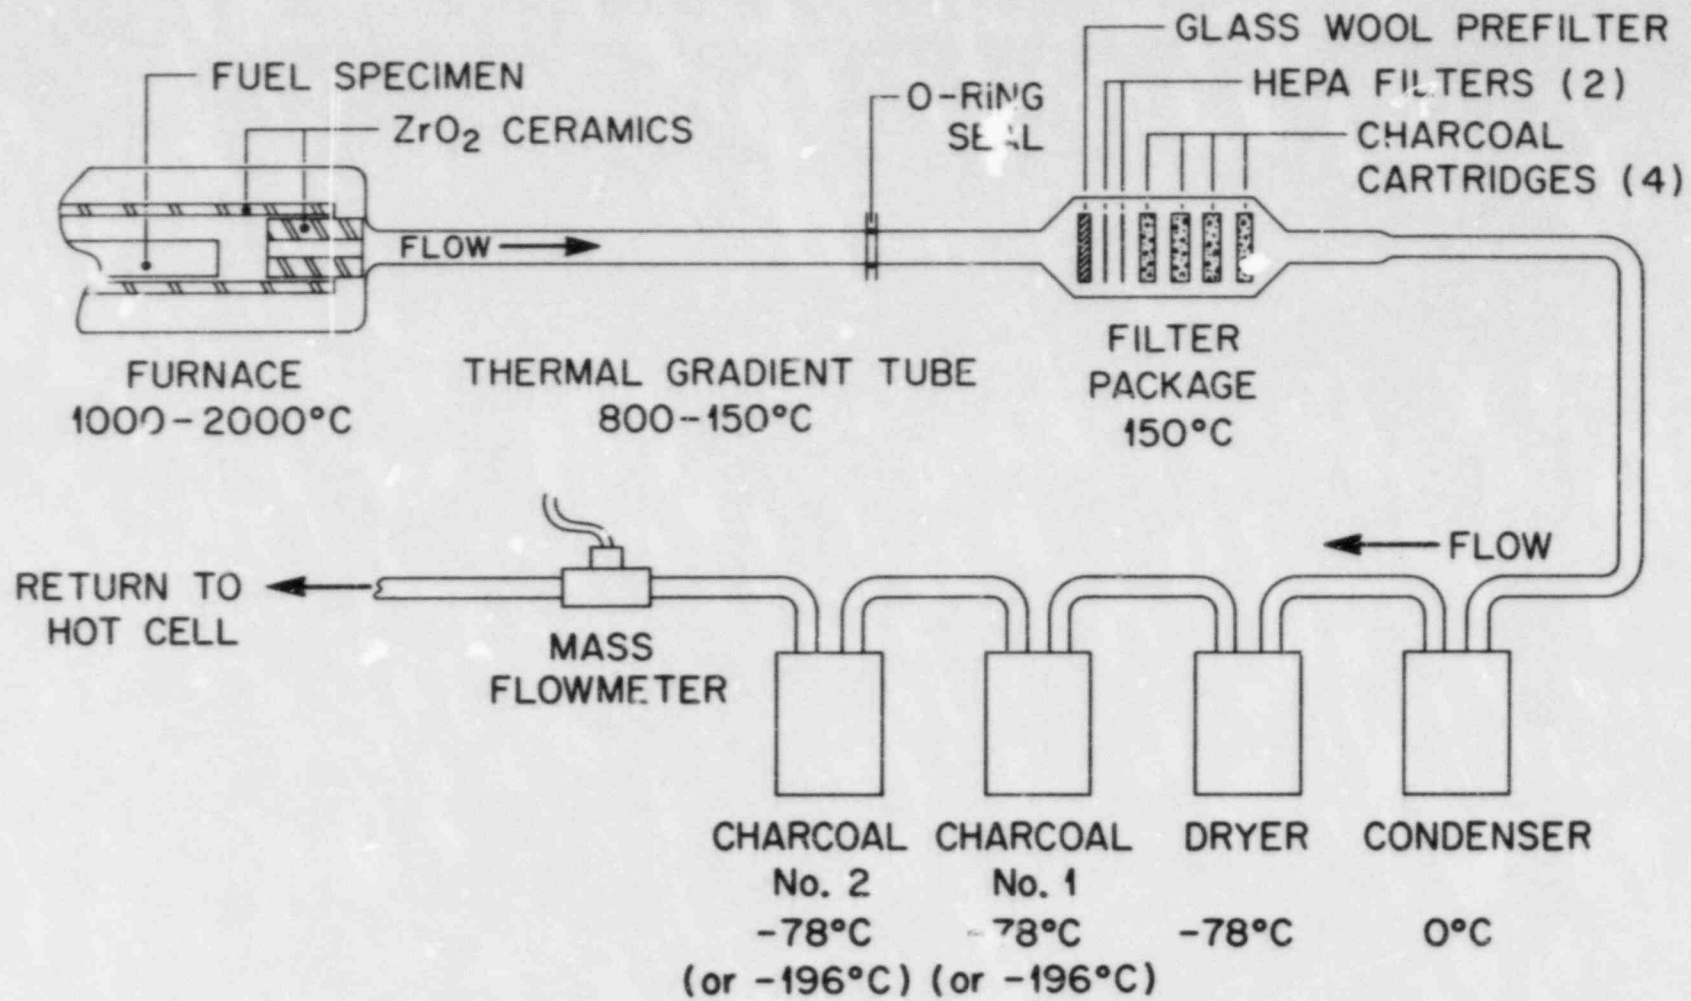 GLASS WOOL PREFILTER
FUEL SPECIMEN
HEPA FILTERS (2)
O-RING
SEAL
ZrO2 CERAMICS
CHARCOAL
CARTRIDGES (4)
FLOW
FURNACE
1000-2000°C
THERMAL GRADIENT TUBE
800-150°C
FILTER
PACKAGE
150°C
FLOW
RETURN TO
HOT CELL
MASS
FLOWMETER
CHARCOAL
No. 2
-78°C
(or -196°C)
CHARCOAL
No. 1
-78°C
(or -196°C)
DRYER
-78°C
CONDENSER
0°C